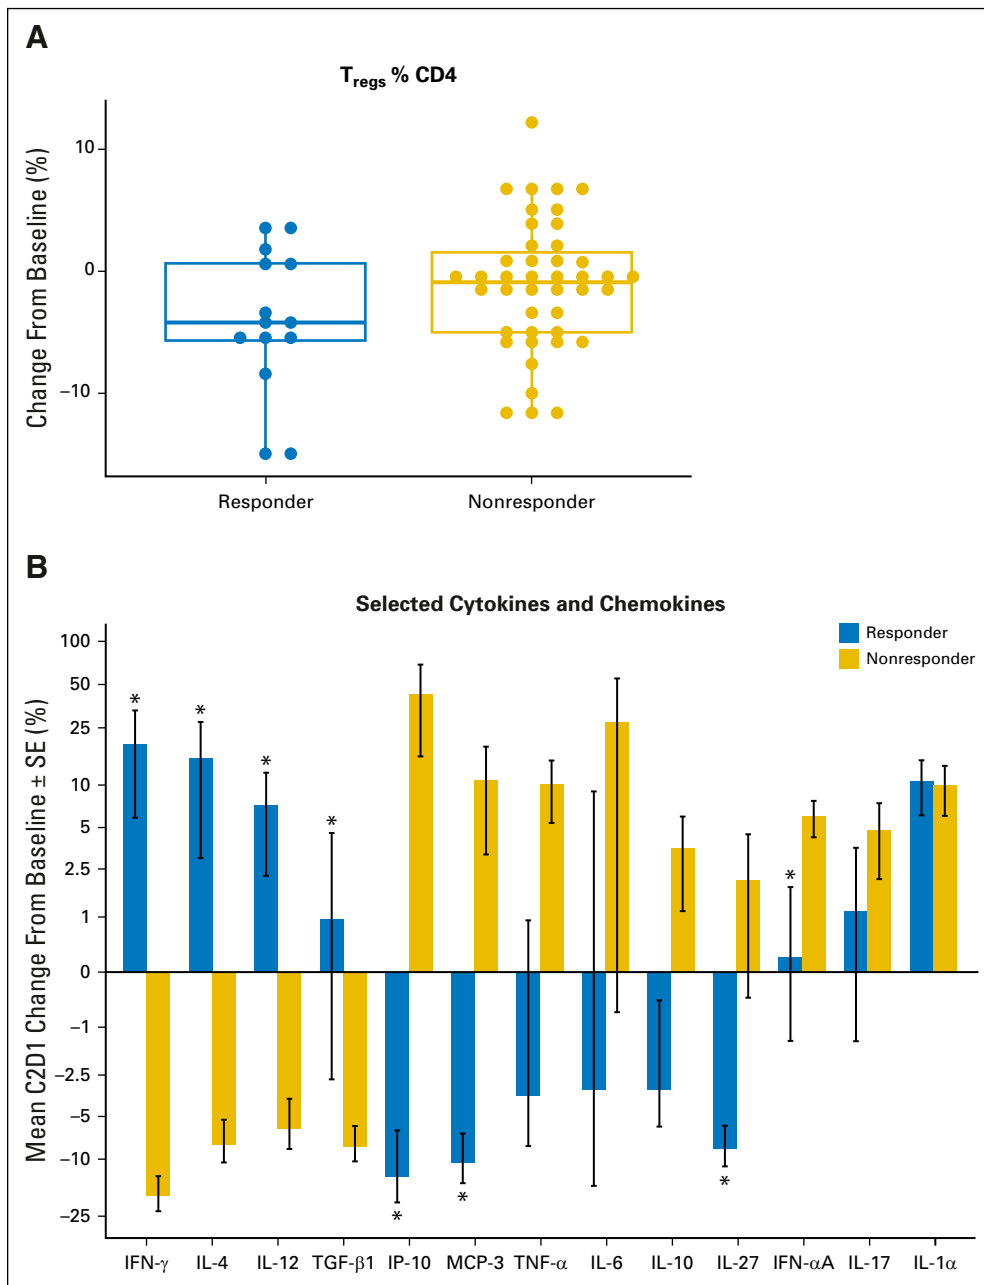 A
Tregs % CD4
Change From Baseline (%)
10
0
–10
Responder
Nonresponder
B
Selected Cytokines and Chemokines
Responder
Nonresponder
Mean C2D1 Change From Baseline ± SE (%)
100
50
25
10
5
2.5
1
0
–1
–2.5
–5
–10
–25
* * * * * * * *
IFN-γ IL-4 IL-12 TGF-β1 IP-10 MCP-3 TNF-α IL-6 IL-10 IL-27 IFN-αA IL-17 IL-1α